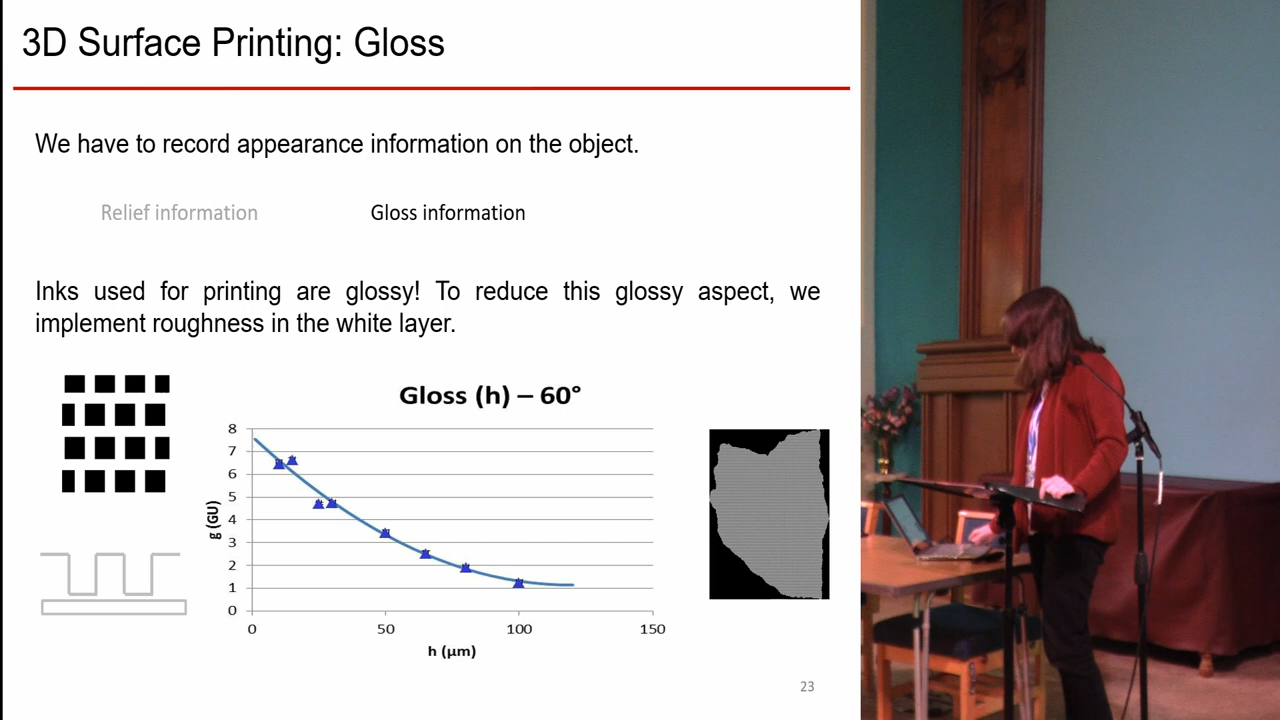 3D Surface Printing: Gloss
We have to record appearance information on the object.
Relief information
Gloss information
Inks used for printing are glossy! To reduce this glossy aspect, we
implement roughness in the white layer.
Gloss (h) – 60°
8
7
6
5
4
3
2
1
0
g (GU)
0 50 100 150
h (µm)
23